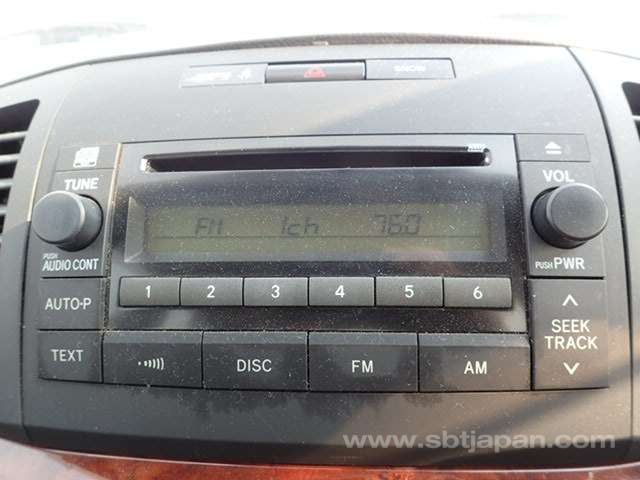 SNOW
TUNE
VOL
FM 1ch 76.0
PUSH
AUDIO CONT
PUSH PWR
1 2 3 4 5 6
AUTO·P
SEEK
TRACK
TEXT
DISC
FM
AM
www.sbtjapan.com